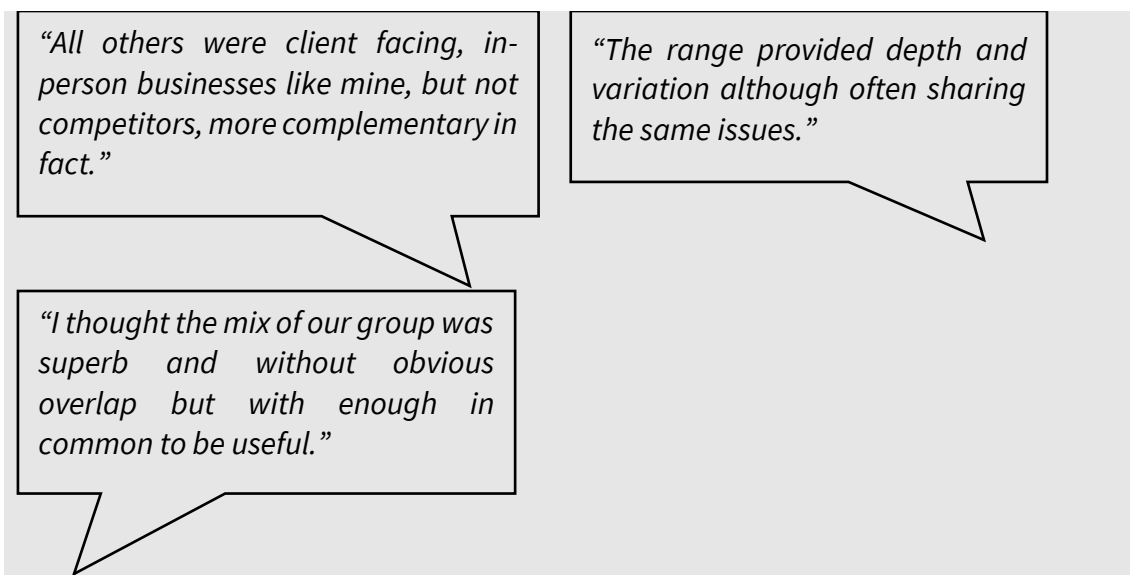 “All others were client facing, in-
person businesses like mine, but not
competitors, more complementary in
fact.”
“The range provided depth and
variation although often sharing
the same issues.”
“I thought the mix of our group was
superb and without obvious
overlap but with enough in
common to be useful.”